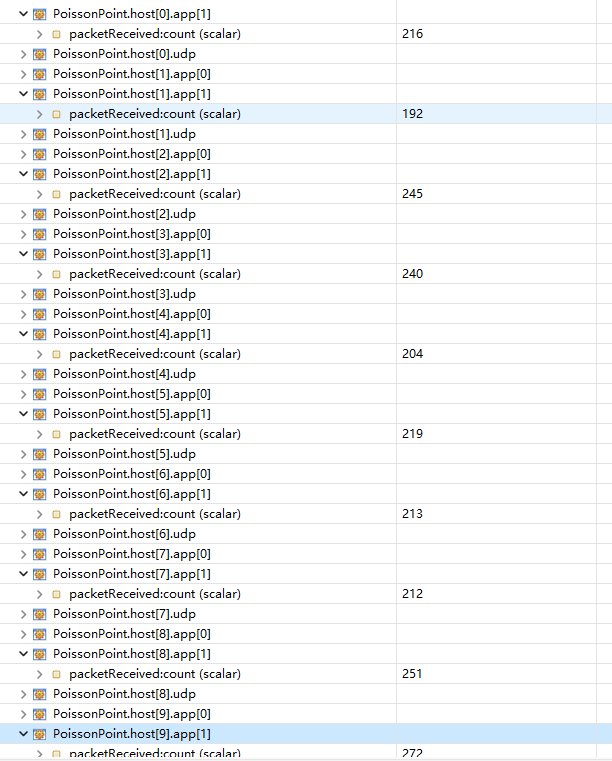 PoissonPoint.host[0].app[1]
packetReceived:count (scalar) 216
PoissonPoint.host[0].udp
PoissonPoint.host[1].app[0]
PoissonPoint.host[1].app[1]
packetReceived:count (scalar) 192
PoissonPoint.host[1].udp
PoissonPoint.host[2].app[0]
PoissonPoint.host[2].app[1]
packetReceived:count (scalar) 245
PoissonPoint.host[2].udp
PoissonPoint.host[3].app[0]
PoissonPoint.host[3].app[1]
packetReceived:count (scalar) 240
PoissonPoint.host[3].udp
PoissonPoint.host[4].app[0]
PoissonPoint.host[4].app[1]
packetReceived:count (scalar) 204
PoissonPoint.host[4].udp
PoissonPoint.host[5].app[0]
PoissonPoint.host[5].app[1]
packetReceived:count (scalar) 219
PoissonPoint.host[5].udp
PoissonPoint.host[6].app[0]
PoissonPoint.host[6].app[1]
packetReceived:count (scalar) 213
PoissonPoint.host[6].udp
PoissonPoint.host[7].app[0]
PoissonPoint.host[7].app[1]
packetReceived:count (scalar) 212
PoissonPoint.host[7].udp
PoissonPoint.host[8].app[0]
PoissonPoint.host[8].app[1]
packetReceived:count (scalar) 251
PoissonPoint.host[8].udp
PoissonPoint.host[9].app[0]
PoissonPoint.host[9].app[1]
packetReceived:count (scalar) 272